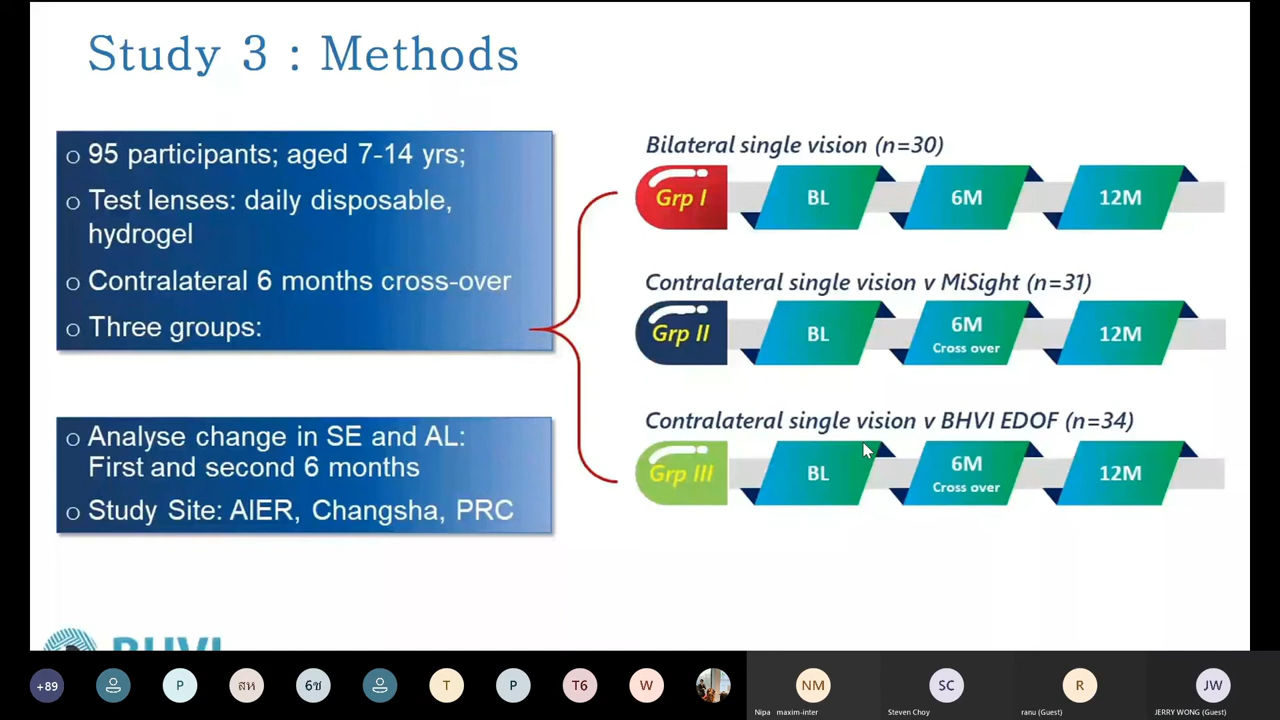 Study 3 : Methods
95 participants; aged 7-14 yrs;
Test lenses: daily disposable,
hydrogel
Contralateral 6 months cross-over
Three groups:
Analyse change in SE and AL:
First and second 6 months
Study Site: AIER, Changsha, PRC
Bilateral single vision (n=30)
Grp I
BL
6M
12M
Contralateral single vision v MiSight (n=31)
Grp II
BL
6M
Cross over
12M
Contralateral single vision v BHVI EDOF (n=34)
Grp III
BL
6M
Cross over
12M
BHVI
+89
P
สห
6ช
T
P
T6
W
NM
SC
R
JW
Nipa maxim-inter
Steven Choy
ranu (Guest)
JERRY WONG (Guest)